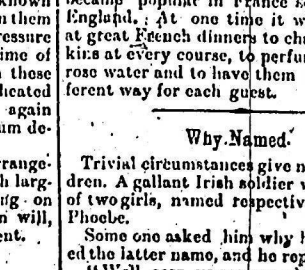 known
them
ressure
ime of
these
dicated
again
um de-
rrange-
h larg-
ng on
n will,
ent.
became popular in France
England. At one time it w
at great French dinners to ch
kins at every course, to perfu
rose water and to have them
ferent way for each guest.
Why Named.
Trivial circumstances give n
dren. A gallant Irish soldier
of two girls, named respectiv
Phoebe.
Some one asked him why h
ed the latter name, and he rep